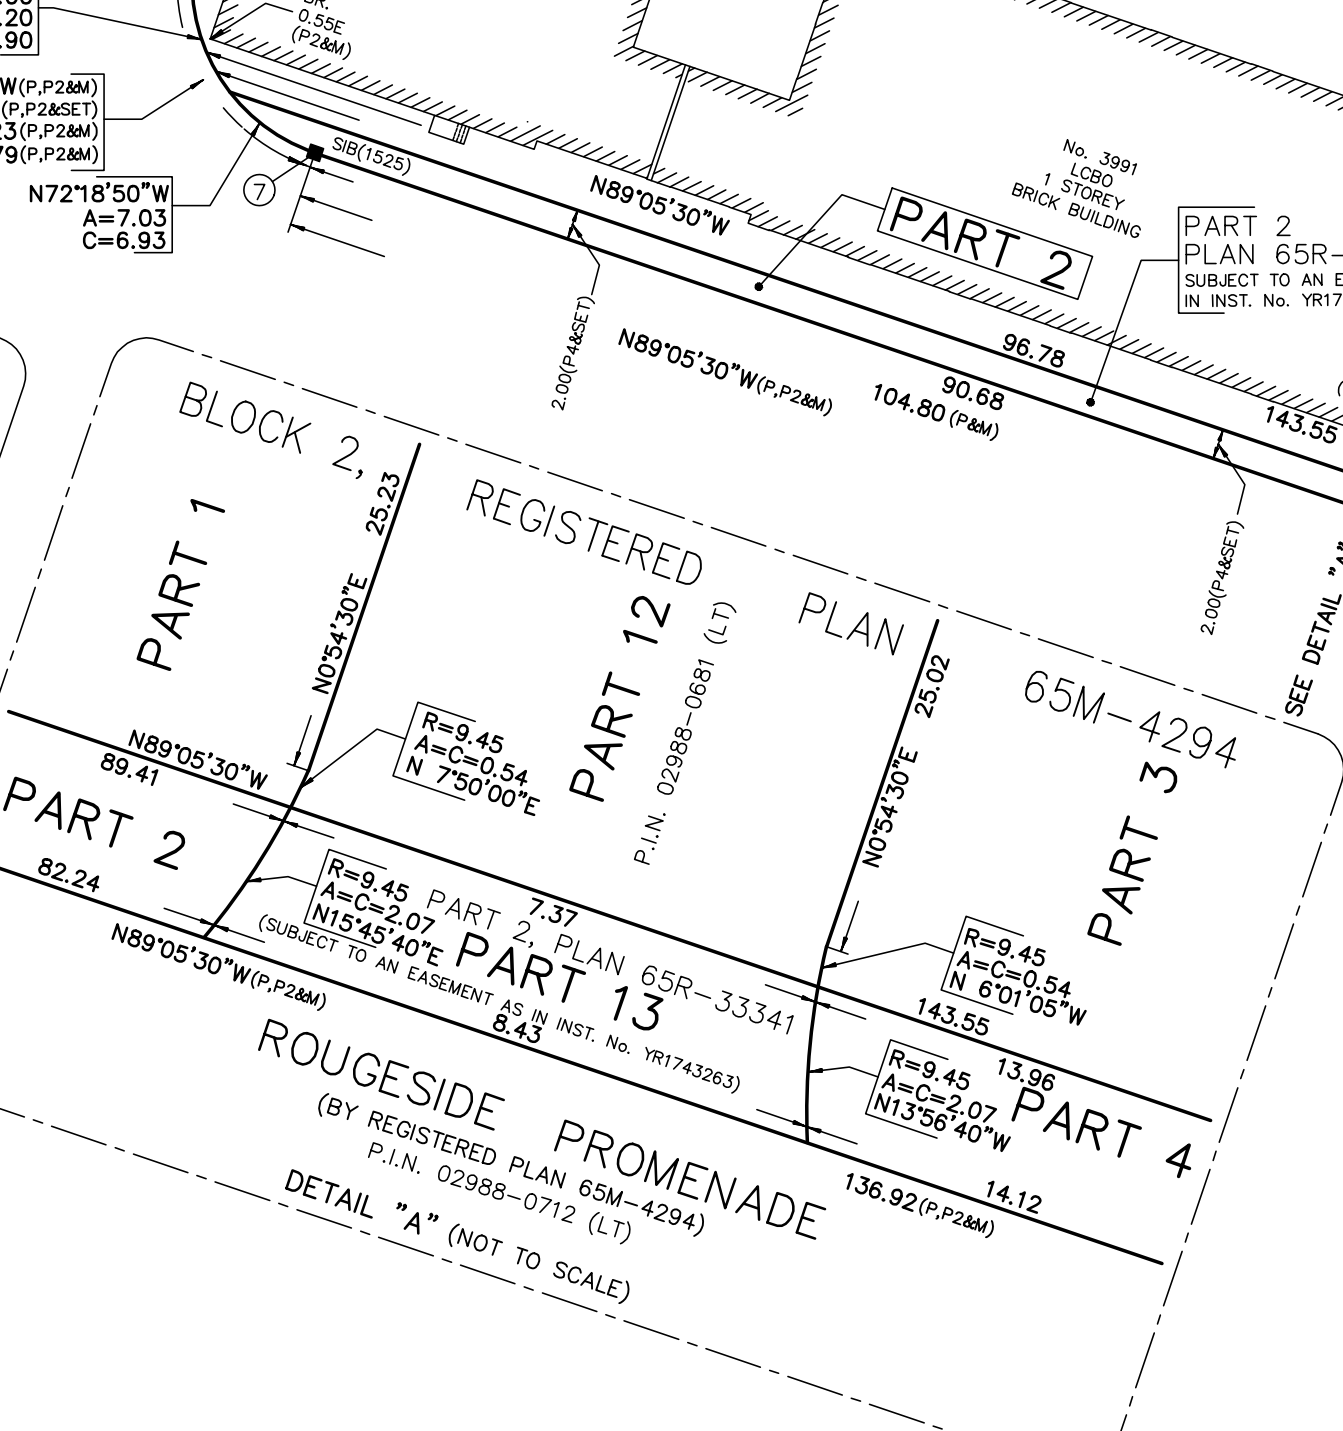 .20
.90
0.55E
(P2&M)
W(P,P2&M)
(P,P2&SET)
23(P,P2&M)
79(P,P2&M)
N72°18'50"W
A=7.03
C=6.93
7
SIB(1525)
N89°05'30"W
No. 3991
LCBO
1 STOREY
BRICK BUILDING
PART 2
PART 2
PLAN 65R-
SUBJECT TO AN E
IN INST. No. YR17
2.00(P4&SET)
N89°05'30"W(P,P2&M)
96.78
90.68
104.80 (P&M)
143.55
2.00(P4&SET)
SEE DETAIL "A"
BLOCK 2,
REGISTERED
PLAN
65M-4294
PART 1
25.23
N0°54'30"E
PART 12
P.I.N. 02988-0681 (LT)
25.02
N0°54'30"E
PART 3
R=9.45
A=C=0.54
N 7°50'00"E
N89°05'30"W
89.41
PART 2
82.24
N89°05'30"W(P,P2&M)
R=9.45
A=C=2.07
N15°45'40"E
7.37
PART 2, PLAN 65R-33341
(SUBJECT TO AN EASEMENT AS IN INST. No. YR1743263)
PART 13
8.43
R=9.45
A=C=0.54
N 6°01'05"W
143.55
13.96
R=9.45
A=C=2.07
N13°56'40"W
PART 4
14.12
136.92(P,P2&M)
ROUGESIDE PROMENADE
(BY REGISTERED PLAN 65M-4294)
P.I.N. 02988-0712 (LT)
DETAIL "A" (NOT TO SCALE)